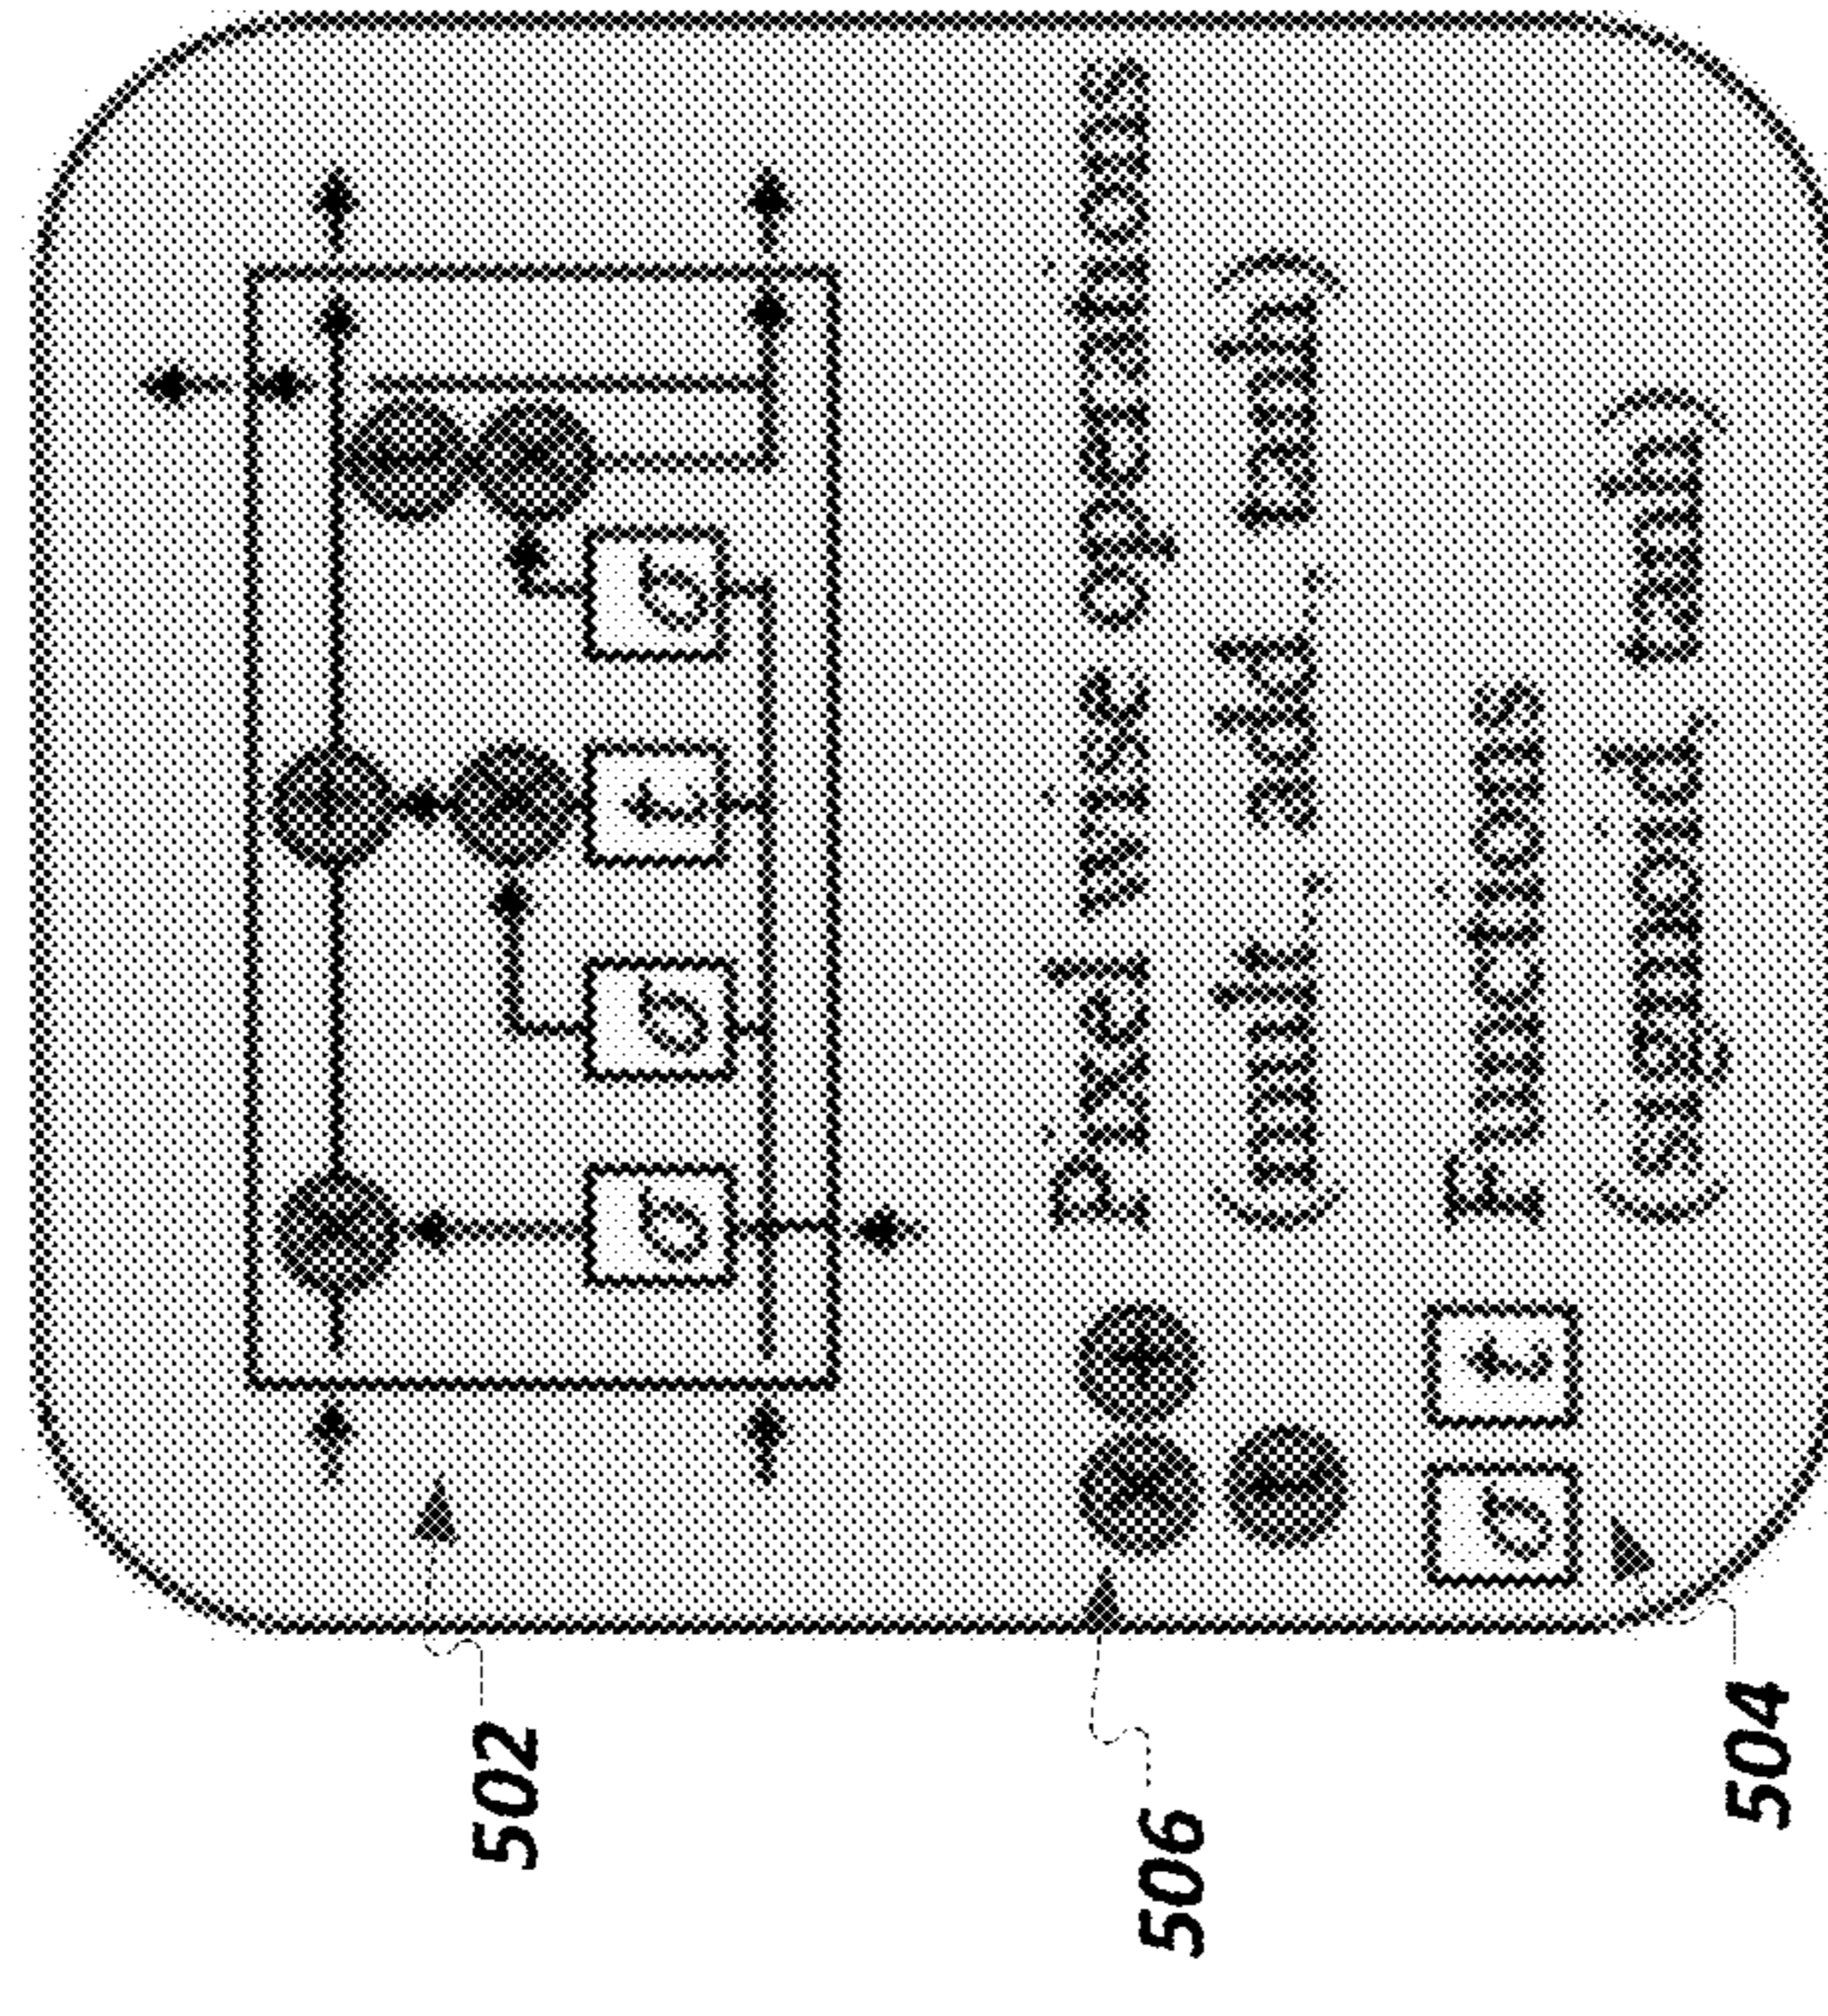 × +
t
502 × ×
σ σ t σ
506 × + Pixel wise operations
t (mult., add., tanh)
σ t Functions
(sigmoid, tanh)
504